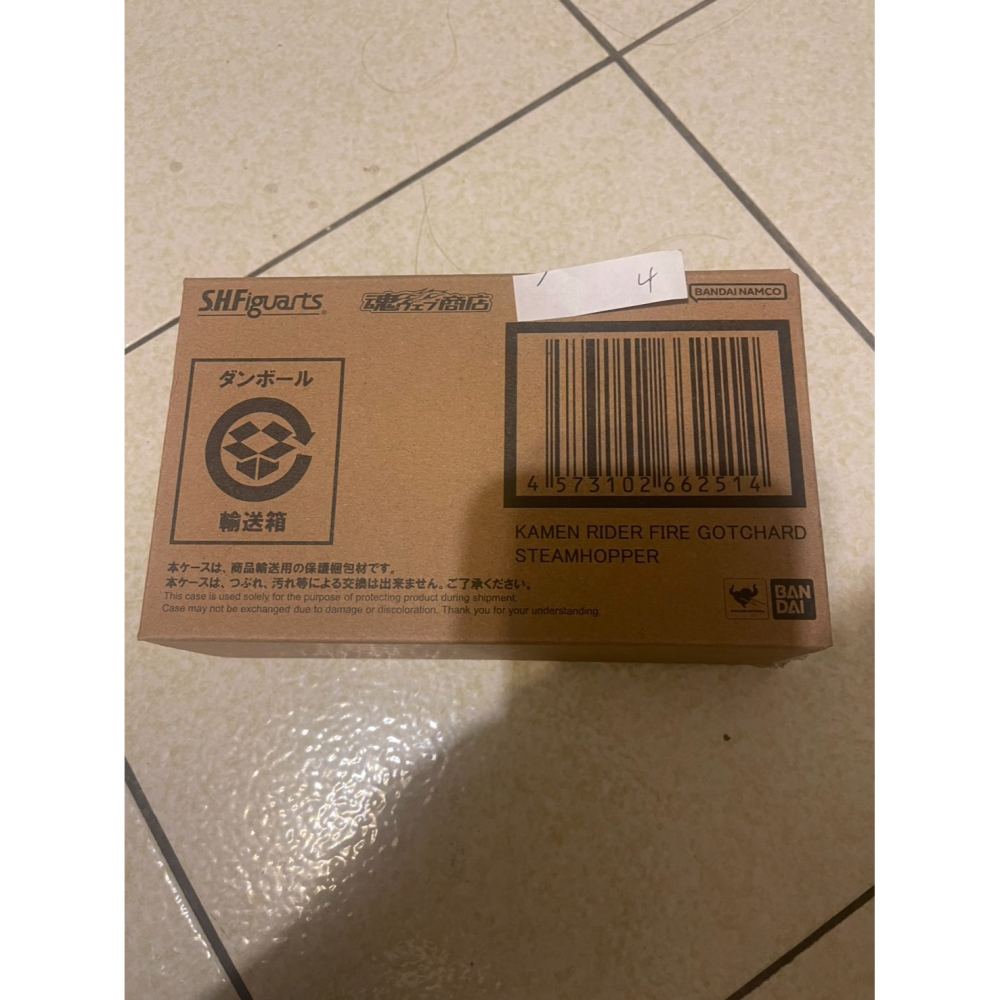 S.H.Figuarts
魂ウェブ商店
4
BANDAI NAMCO
ダンボール
輸送箱
4 573102 662514
KAMEN RIDER FIRE GOTCHARD
STEAMHOPPER
本ケースは、商品輸送用の保護梱包材です。
本ケースは、つぶれ、汚れ等による交換は出来ません。ご了承ください。
This case is used solely for the purpose of protecting product during shipment.
Case may not be exchanged due to damage or discoloration. Thank you for your understanding.
BAN
DAI